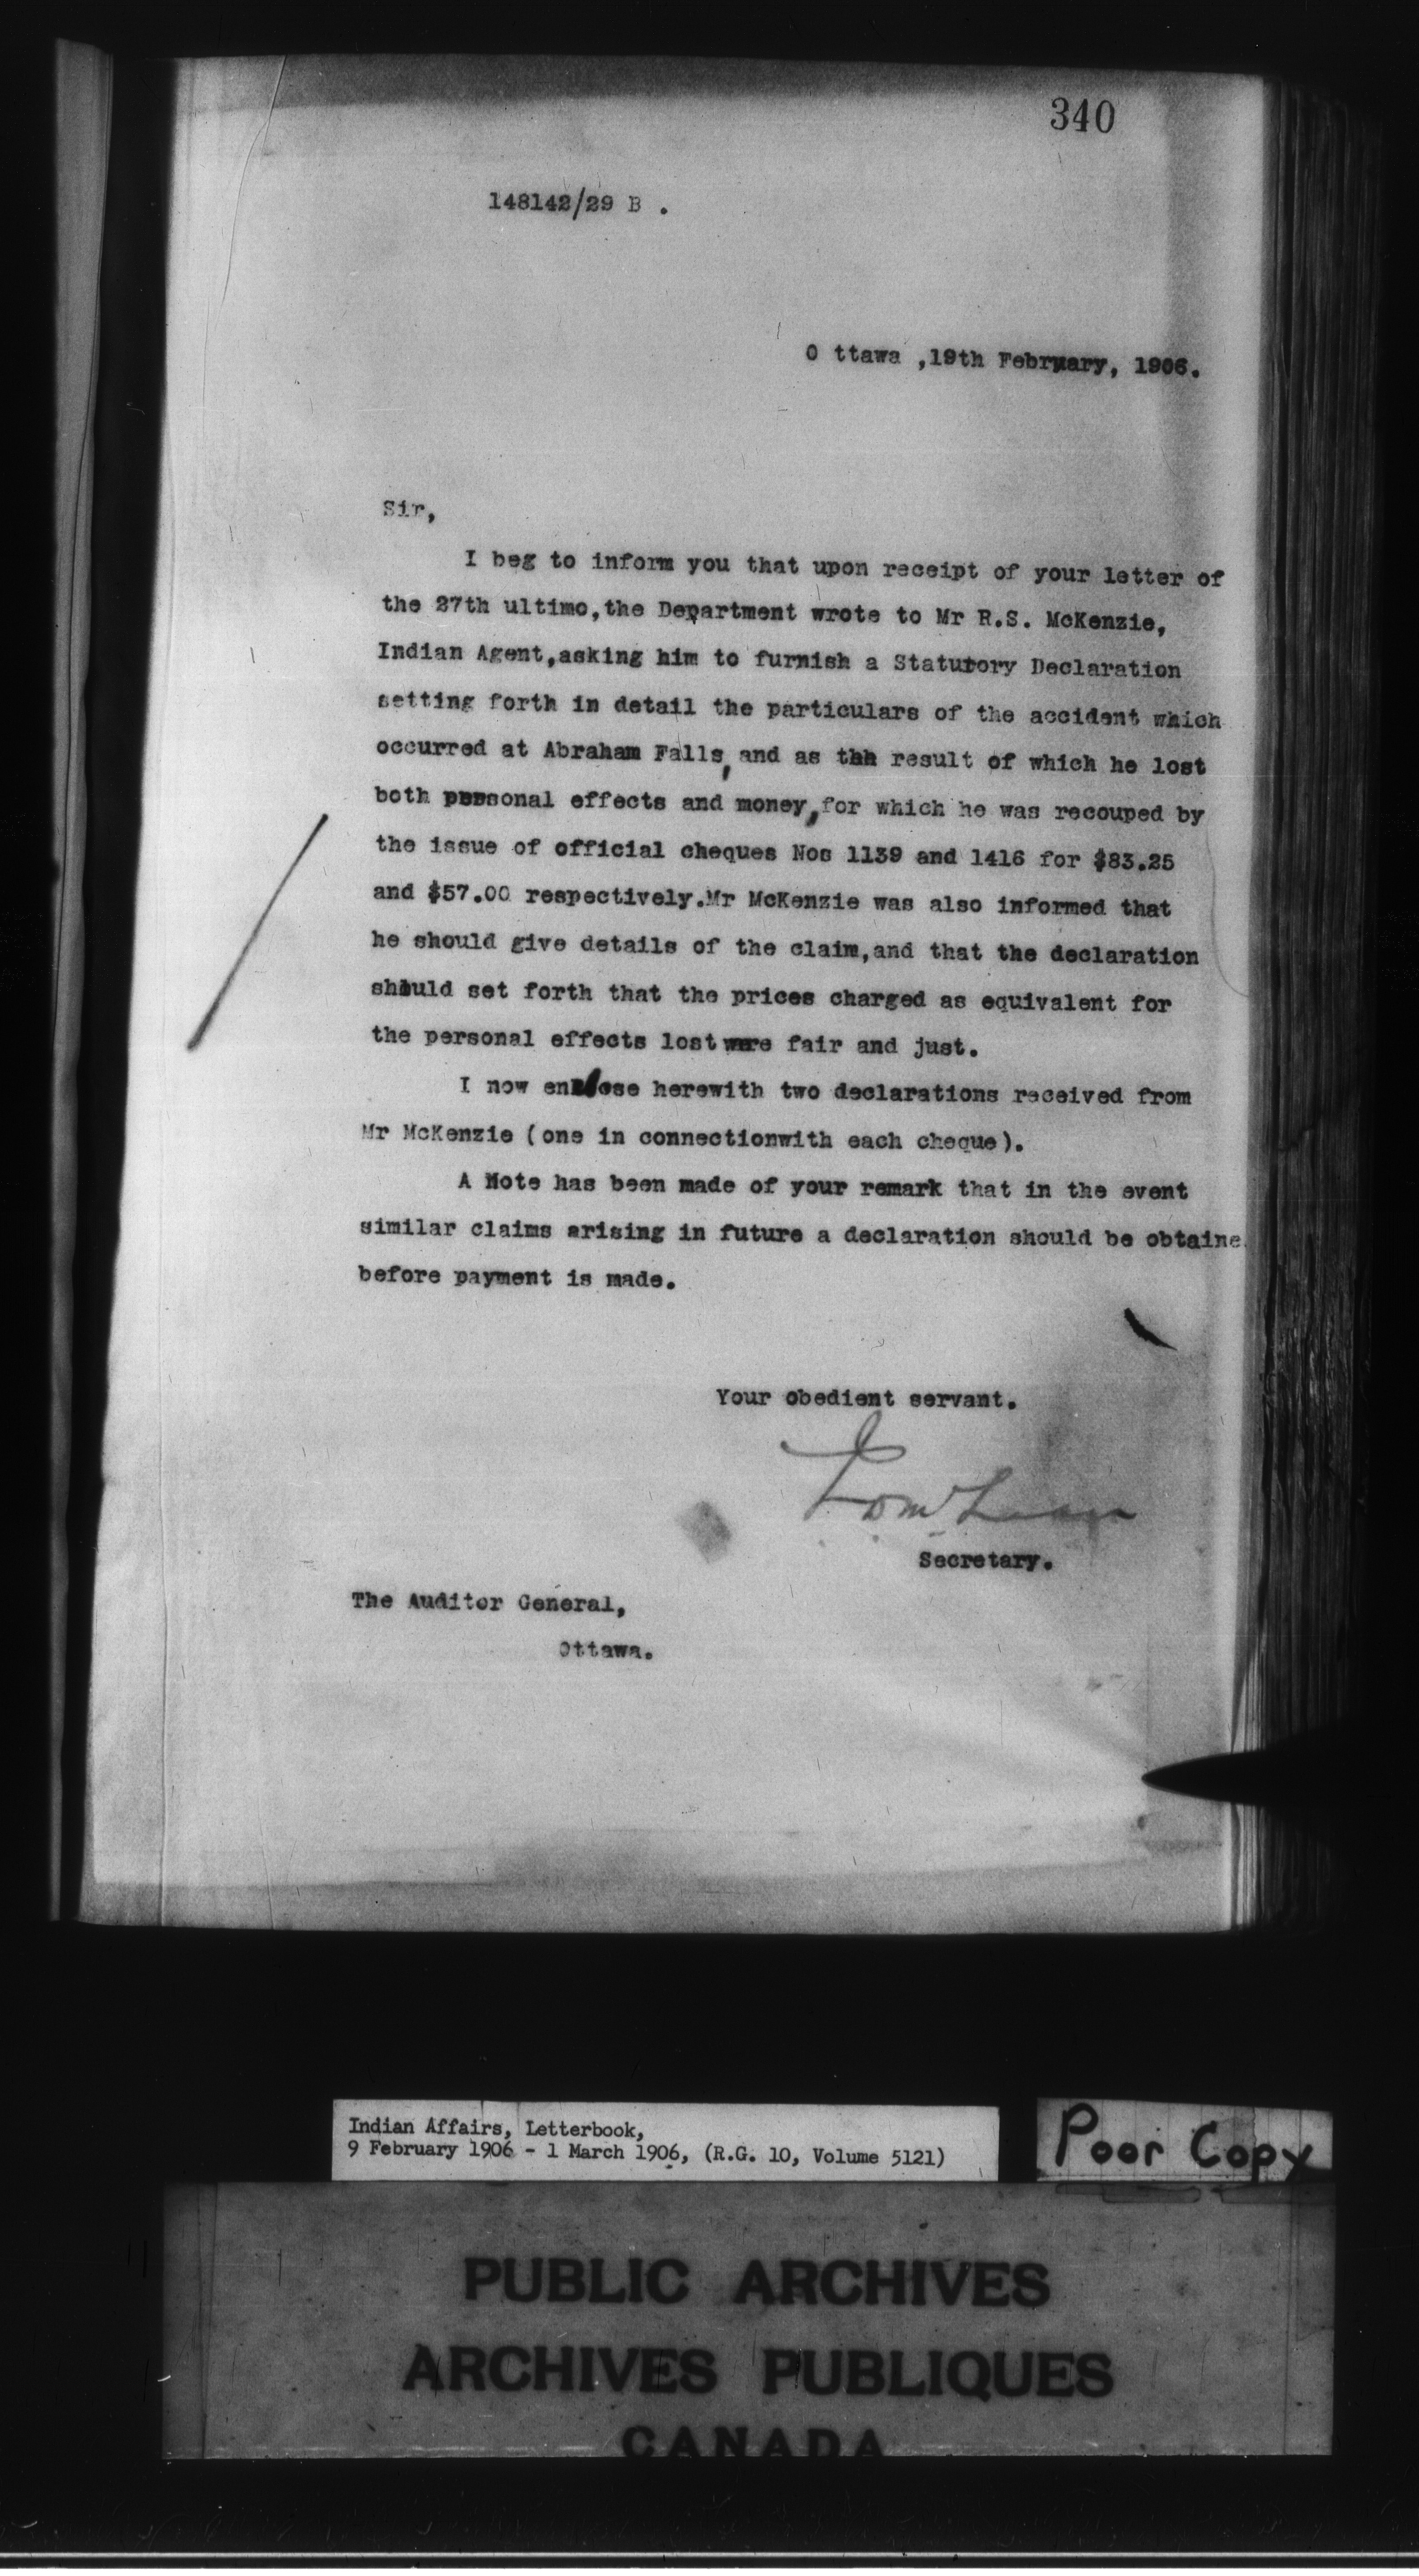 340
148142/29 B .
O ttawa ,19th February, 1906.
Sir,
I beg to inform you that upon receipt of your letter of
the 27th ultimo,the Department wrote to Mr R.S. McKenzie,
Indian Agent,asking him to furnish a Statutory Declaration
setting forth in detail the particulars of the accident which
occurred at Abraham Falls, and as the result of which he lost
both personal effects and money,for which he was recouped by
the issue of official cheques Nos 1139 and 1416 for $83.25
and $57.00 respectively.Mr McKenzie was also informed that
he should give details of the claim,and that the declaration
should set forth that the prices charged as equivalent for
the personal effects lost were fair and just.
I now enclose herewith two declarations received from
Mr McKenzie (one in connectionwith each cheque).
A Note has been made of your remark that in the event
similar claims arising in future a declaration should be obtaine
before payment is made.
Your obedient servant.
Secretary.
The Auditor General,
Ottawa.
Indian Affairs, Letterbook,
9 February 1906 - 1 March 1906, (R.G. 10, Volume 5121)
Poor Copy
PUBLIC ARCHIVES
ARCHIVES PUBLIQUES
CANADA